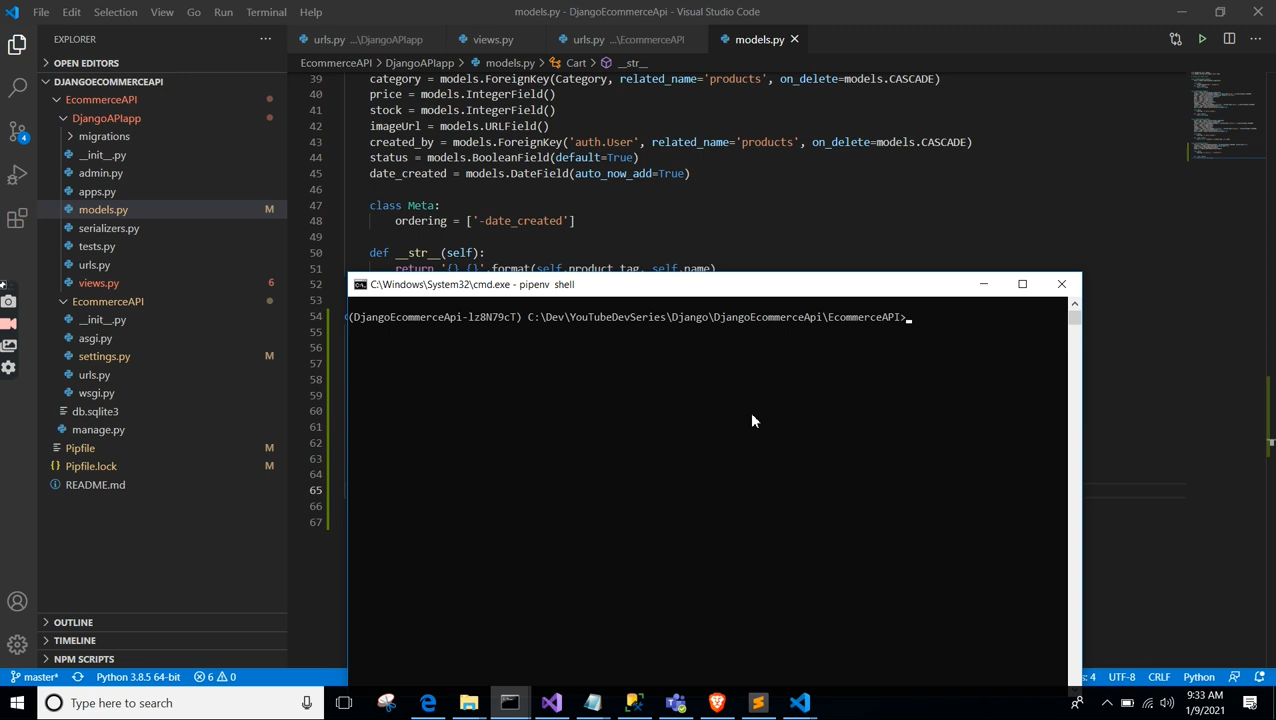 File Edit Selection View Go Run Terminal Help models.py - DjangoEcommerceApi - Visual Studio Code
EXPLORER
urls.py ...\DjangoAPIapp views.py urls.py ...\EcommerceAPI models.py
OPEN EDITORS
EcommerceAPI > DjangoAPIapp > models.py > Cart > __str__
DJANGOECOMMERCEAPI
EcommerceAPI
DjangoAPIapp
migrations
__init__.py
admin.py
apps.py
models.py M
serializers.py
tests.py
urls.py
views.py 6
EcommerceAPI
__init__.py
asgi.py
settings.py M
urls.py
wsgi.py
db.sqlite3
manage.py
Pipfile M
Pipfile.lock M
README.md
OUTLINE
TIMELINE
NPM SCRIPTS
4
39 category = models.ForeignKey(Category, related_name='products', on_delete=models.CASCADE)
40 price = models.IntegerField()
41 stock = models.IntegerField()
42 imageUrl = models.URLField()
43 created_by = models.ForeignKey('auth.User', related_name='products', on_delete=models.CASCADE)
44 status = models.BooleanField(default=True)
45 date_created = models.DateField(auto_now_add=True)
46
47 class Meta:
48 ordering = ['-date_created']
49
50 def __str__(self):
51 return '{} {}'.format(self.product_tag, self.name)
52
53
54
55
56
57
58
59
60
61
62
63
64
65
66
67
C:\Windows\System32\cmd.exe - pipenv shell
(DjangoEcommerceApi-lz8N79cT) C:\Dev\YouTubeDevSeries\Django\DjangoEcommerceApi\EcommerceAPI>
master* Python 3.8.5 64-bit 6 0 : 4 UTF-8 CRLF Python
Type here to search
9:33 AM
1/9/2021